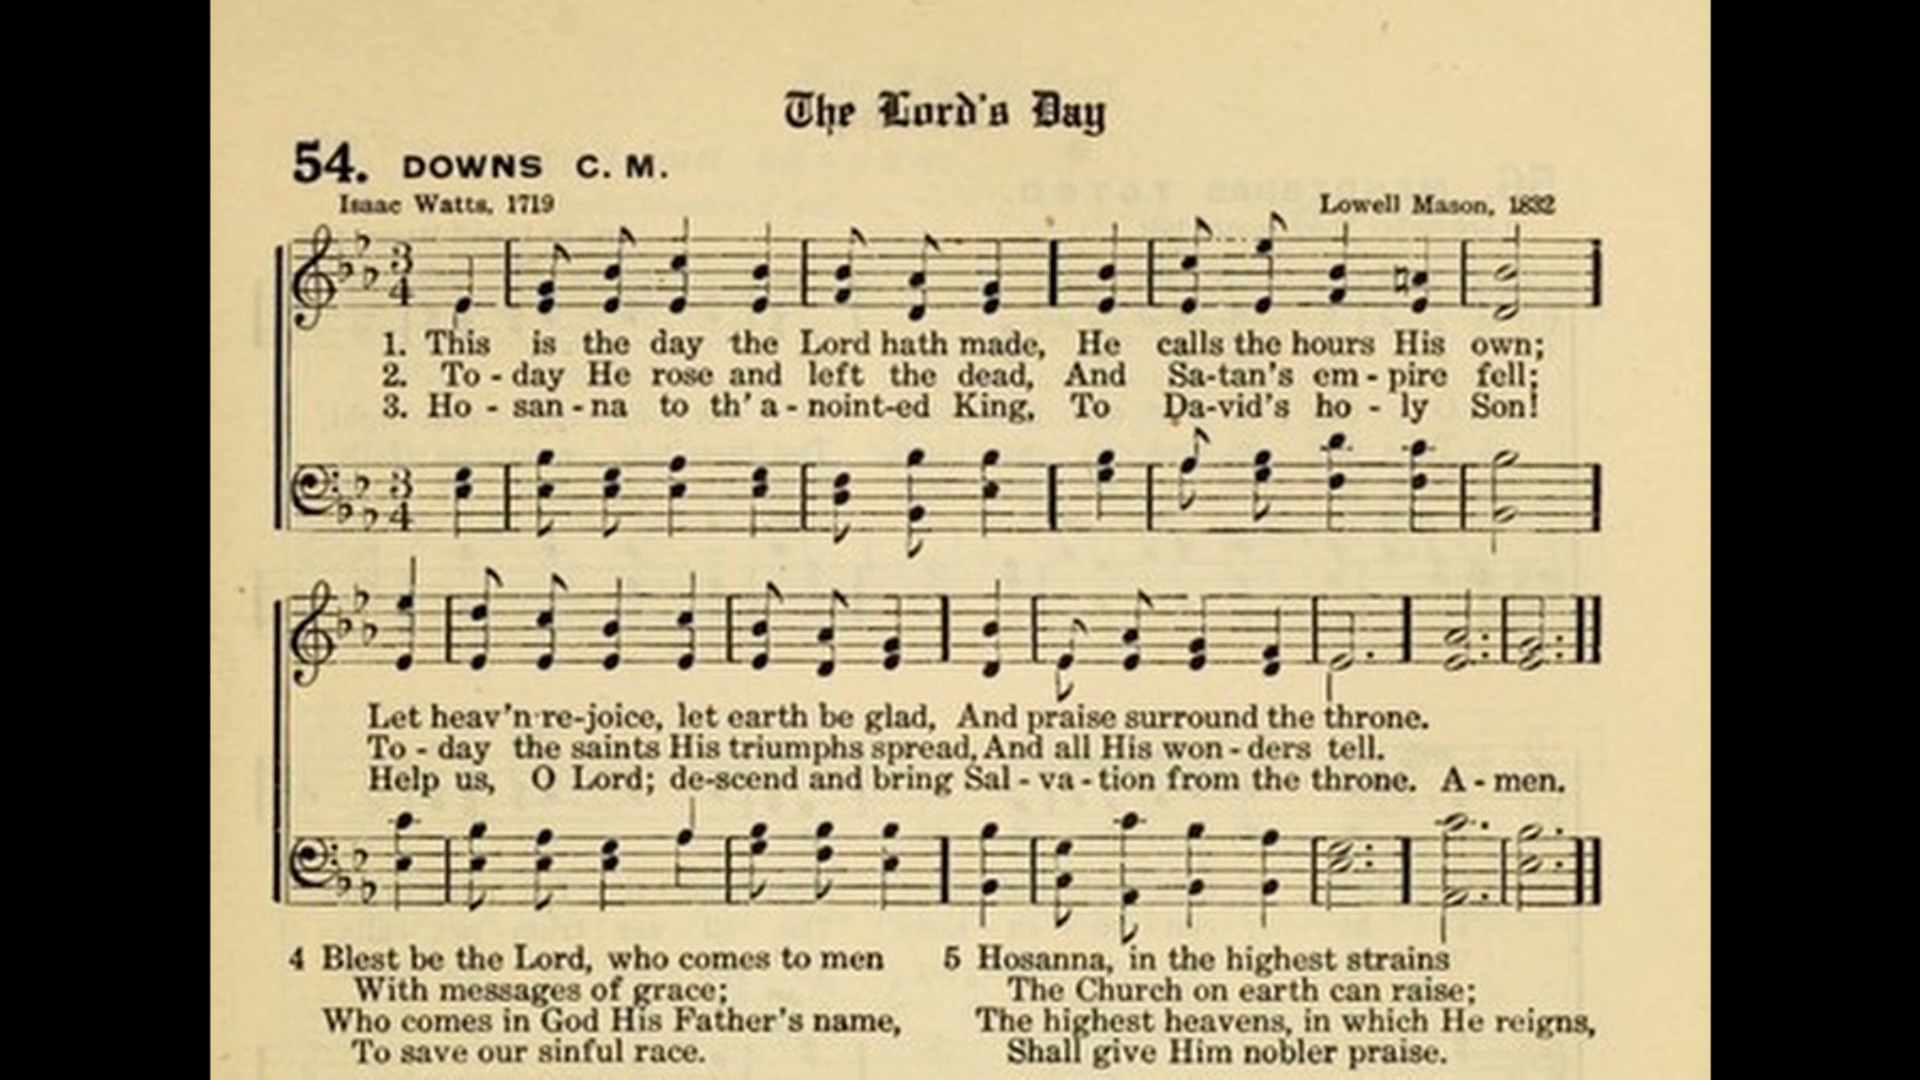 The Lord's Day
54. DOWNS C. M.
Isaac Watts, 1719 Lowell Mason, 1832
3 4
1. This is the day the Lord hath made, He calls the hours His own;
2. To - day He rose and left the dead, And Sa-tan's em - pire fell;
3. Ho - san - na to th' a - noint-ed King, To Da-vid's ho - ly Son!
3 4
Let heav'n re-joice, let earth be glad, And praise surround the throne.
To - day the saints His triumphs spread, And all His won - ders tell.
Help us, O Lord; de-scend and bring Sal - va - tion from the throne. A - men.
4 Blest be the Lord, who comes to men
With messages of grace;
Who comes in God His Father's name,
To save our sinful race.
5 Hosanna, in the highest strains
The Church on earth can raise;
The highest heavens, in which He reigns,
Shall give Him nobler praise.